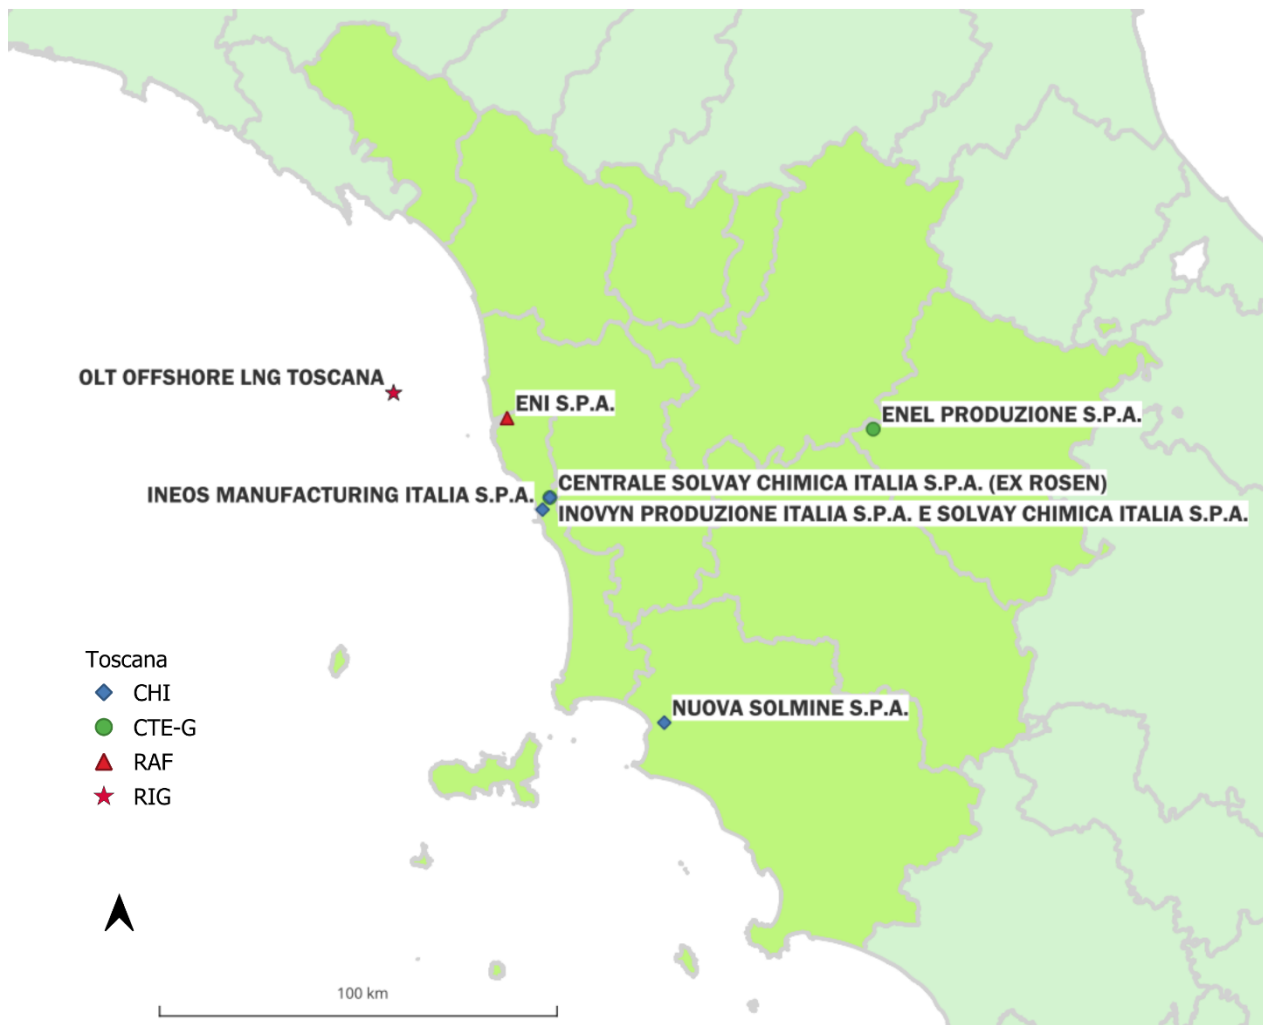 OLT OFFSHORE LNG TOSCANA
ENI S.P.A.
ENEL PRODUZIONE S.P.A.
CENTRALE SOLVAY CHIMICA ITALIA S.P.A. (EX ROSEN)
INEOS MANUFACTURING ITALIA S.P.A.
INOVYN PRODUZIONE ITALIA S.P.A. E SOLVAY CHIMICA ITALIA S.P.A.
NUOVA SOLMINE S.P.A.
Toscana
CHI
CTE-G
RAF
RIG
100 km